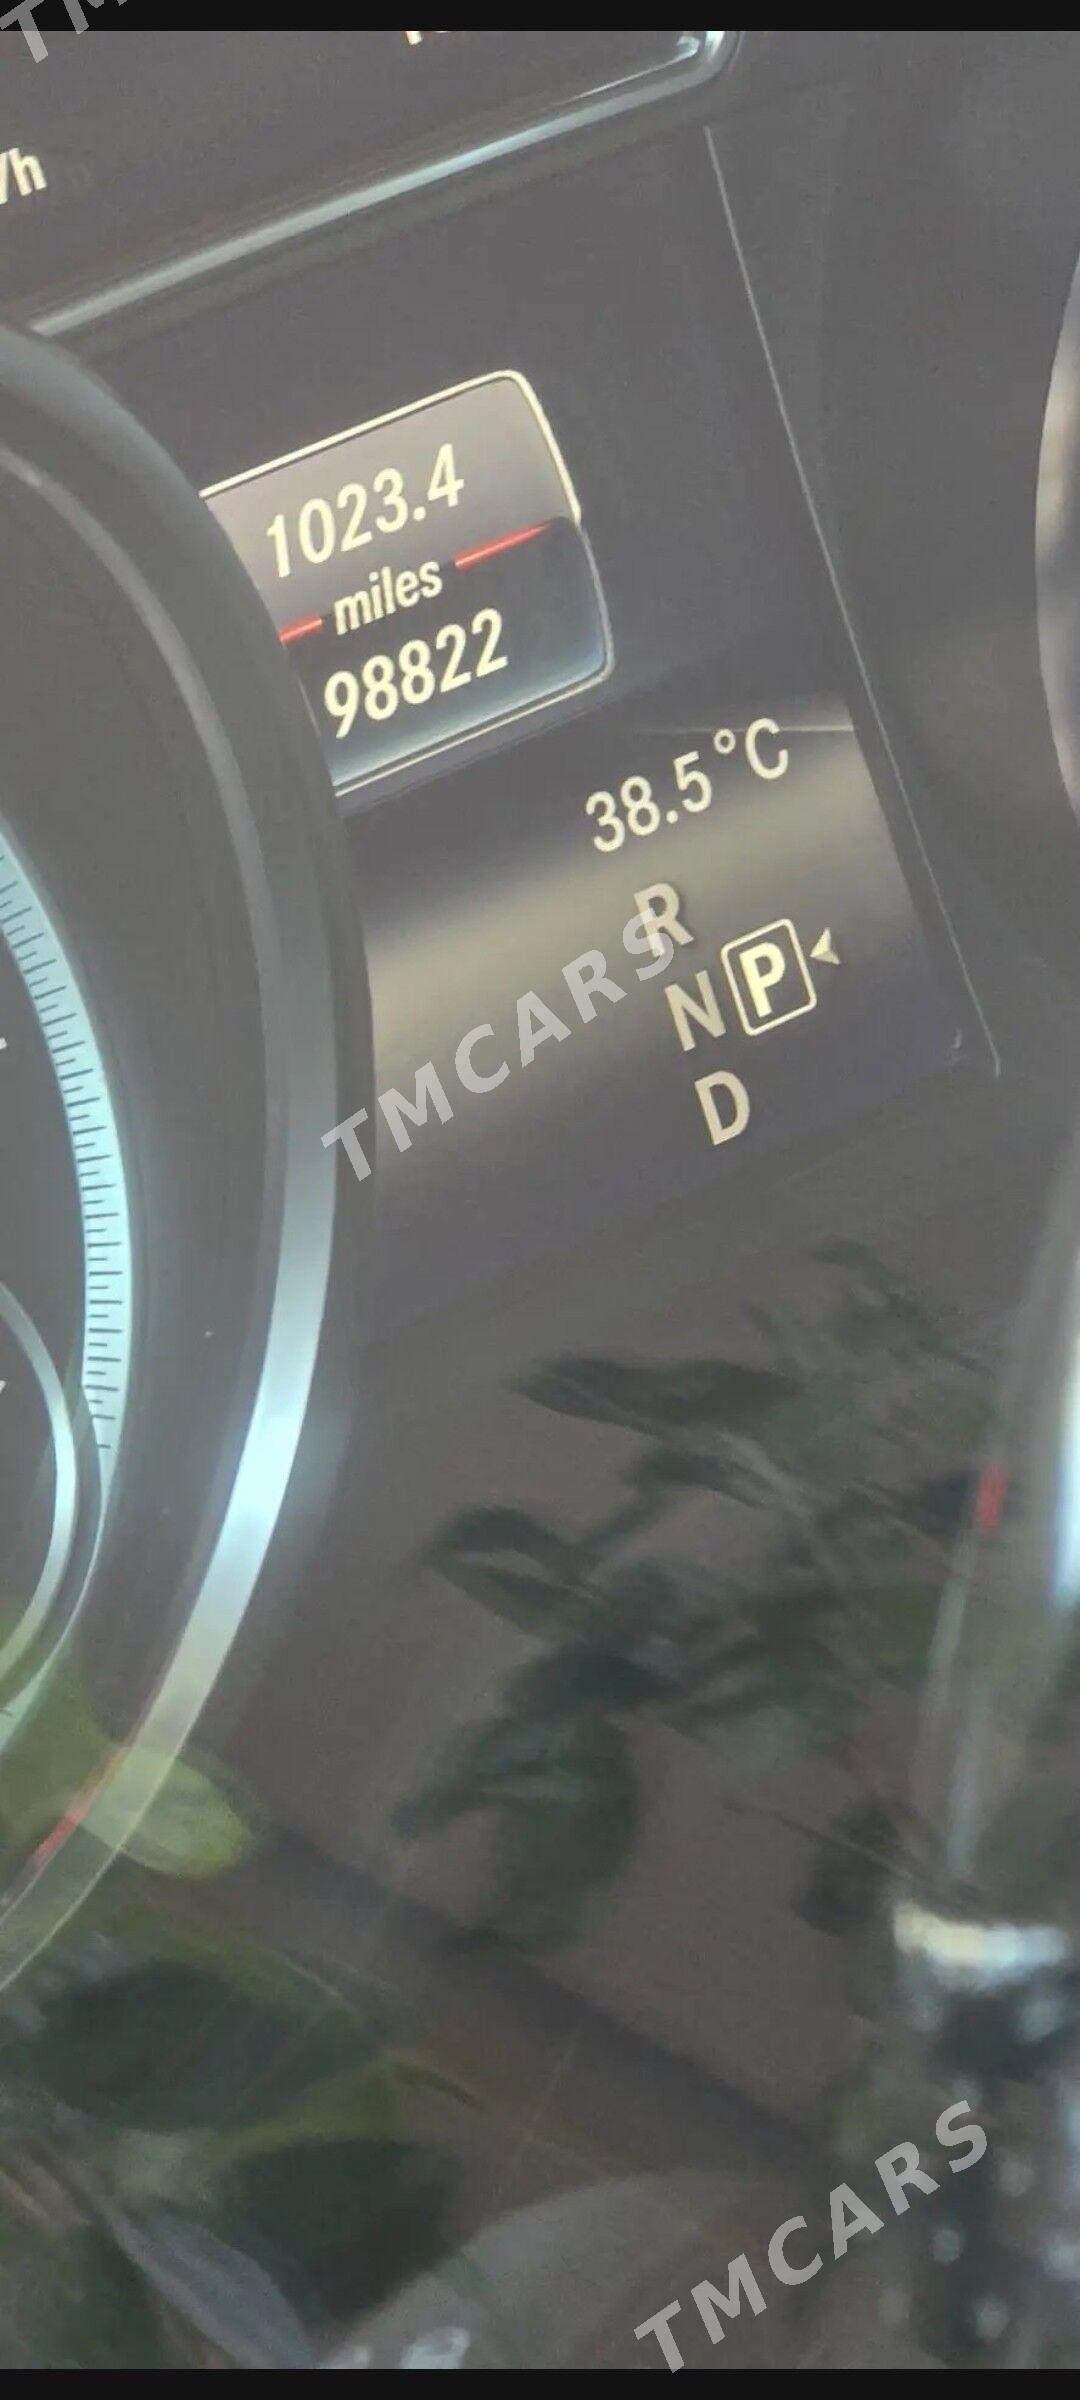 /h
1023.4
miles
98822
38.5°C
R
N P
D
TMCARS
TMCARS